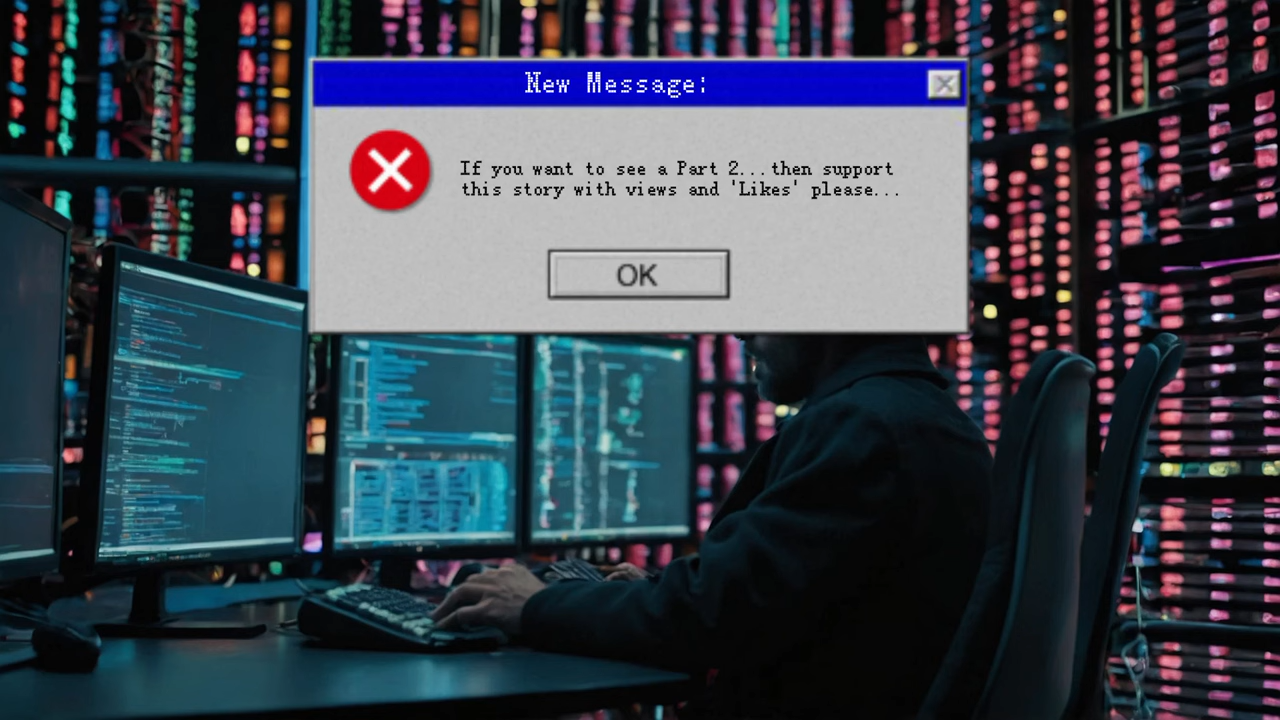 New Message:
If you want to see a Part 2...then support
this story with views and 'Likes' please...
OK